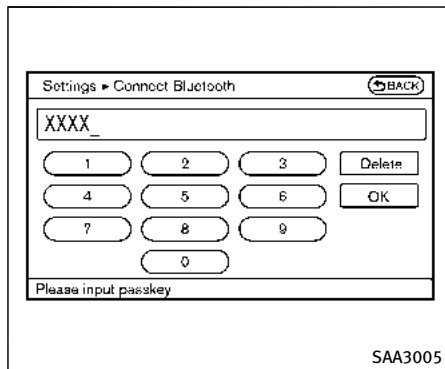 Settings ▸ Connect Bluetooth BACK
XXXX_
1 2 3 Delete
4 5 6 OK
7 8 9
0
Please input passkey
SAA3005